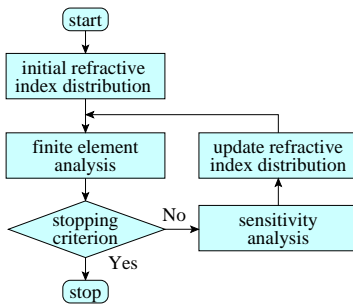 start
initial refractive
index distribution
finite element
analysis
update refractive
index distribution
stopping
criterion
No
sensitivity
analysis
Yes
stop